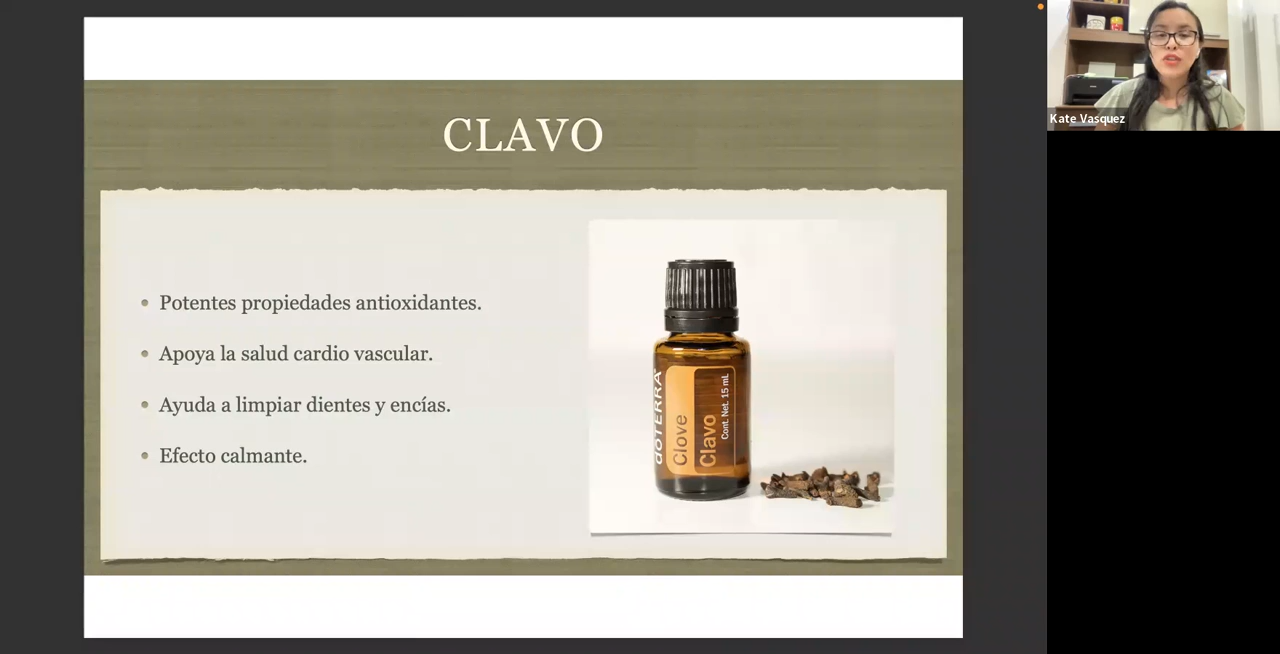 CLAVO
Potentes propiedades antioxidantes.
Apoya la salud cardio vascular.
Ayuda a limpiar dientes y encías.
Efecto calmante.
dōTERRA
Clove
Clavo
Cont. Net. 15 mL
Kate Vasquez